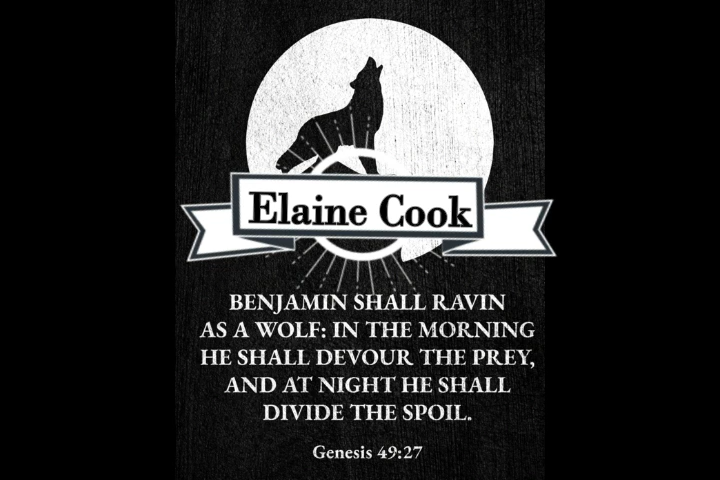 Elaine Cook
BENJAMIN SHALL RAVIN
AS A WOLF: IN THE MORNING
HE SHALL DEVOUR THE PREY,
AND AT NIGHT HE SHALL
DIVIDE THE SPOIL.
Genesis 49:27